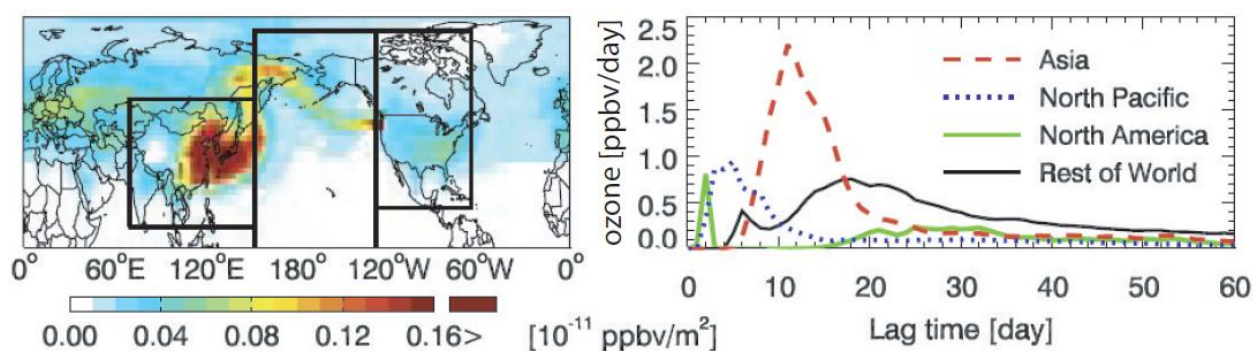 0° 60°E 120°E 180° 120°W 60°W 0°
0.00 0.04 0.08 0.12 0.16> [10⁻¹¹ ppbv/m²]
ozone [ppbv/day]
2.5
2.0
1.5
1.0
0.5
0.0
Asia
North Pacific
North America
Rest of World
0 10 20 30 40 50 60
Lag time [day]